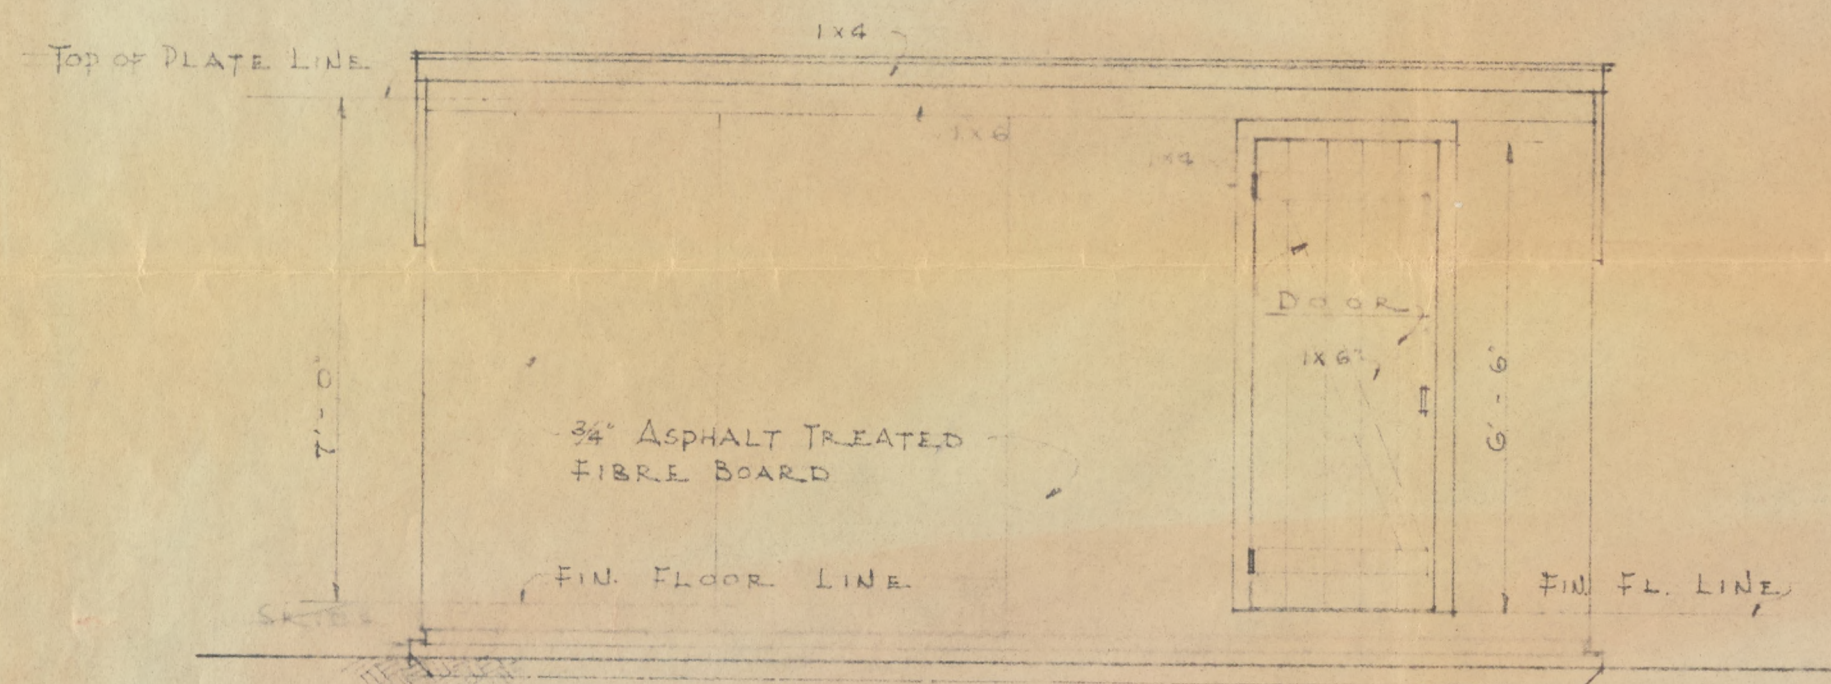 1x4
TOP OF PLATE LINE
1x6
1x4
DOOR
1x6"
7'-0"
6'-6"
3/4" ASPHALT TREATED
FIBRE BOARD
FIN. FLOOR LINE
FIN. FL. LINE